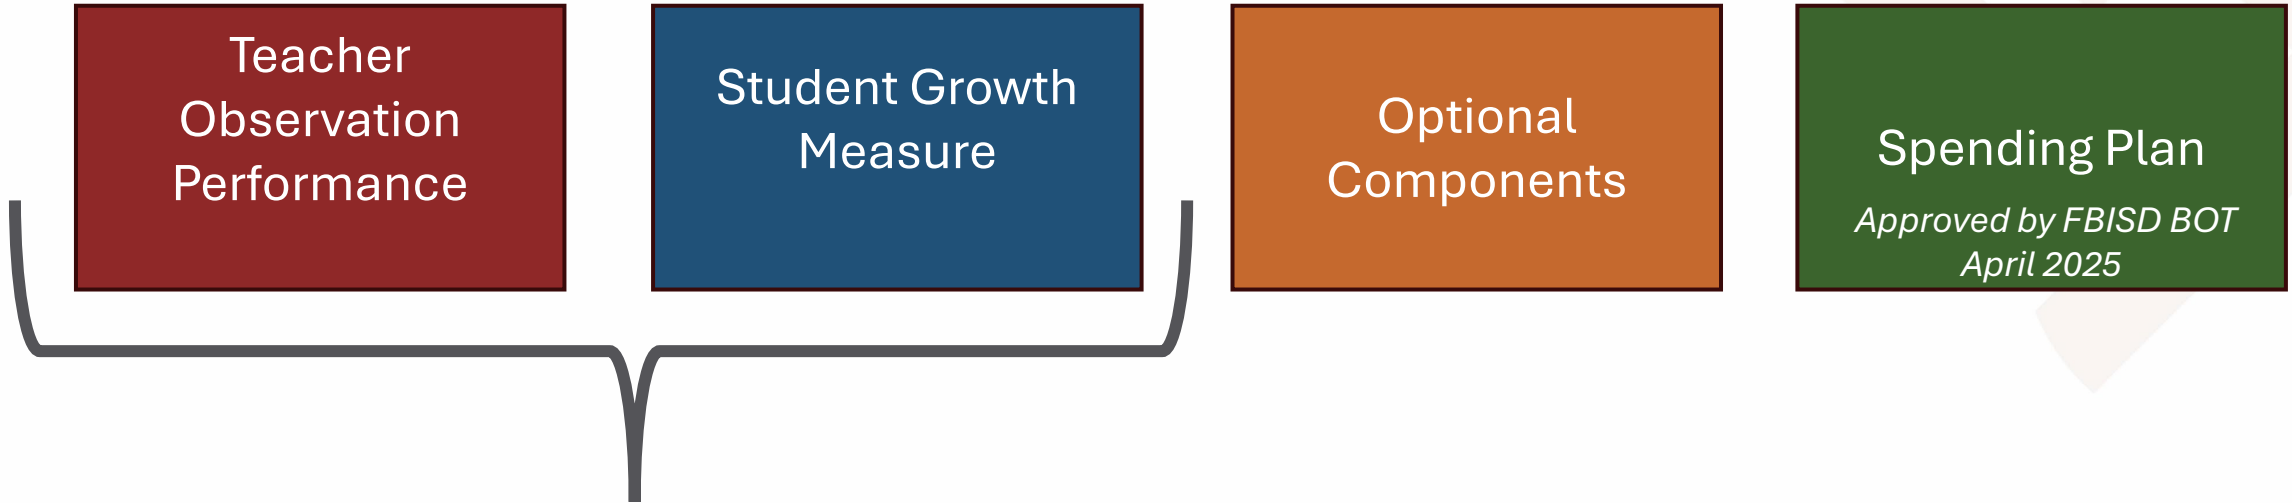 Teacher
Observation
Performance
Student Growth
Measure
Optional
Components
Spending Plan
Approved by FBISD BOT
April 2025